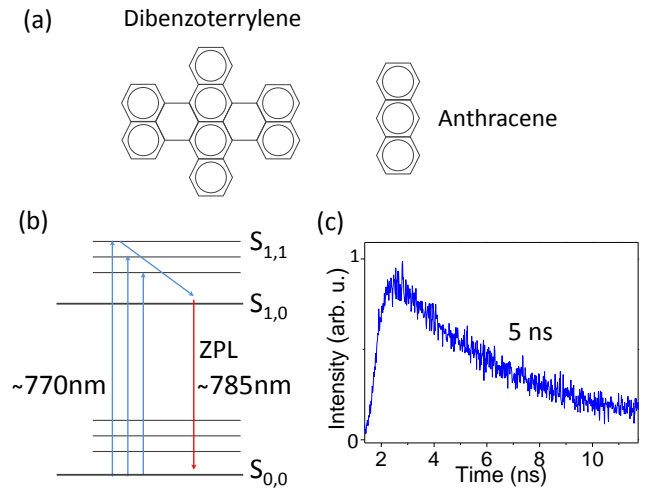 (a)
Dibenzoterrylene
Anthracene
(b)
S1,1
S1,0
ZPL
~770nm
~785nm
S0,0
(c)
Intensity (arb. u.)
1
0
5 ns
2 4 6 8 10
Time (ns)